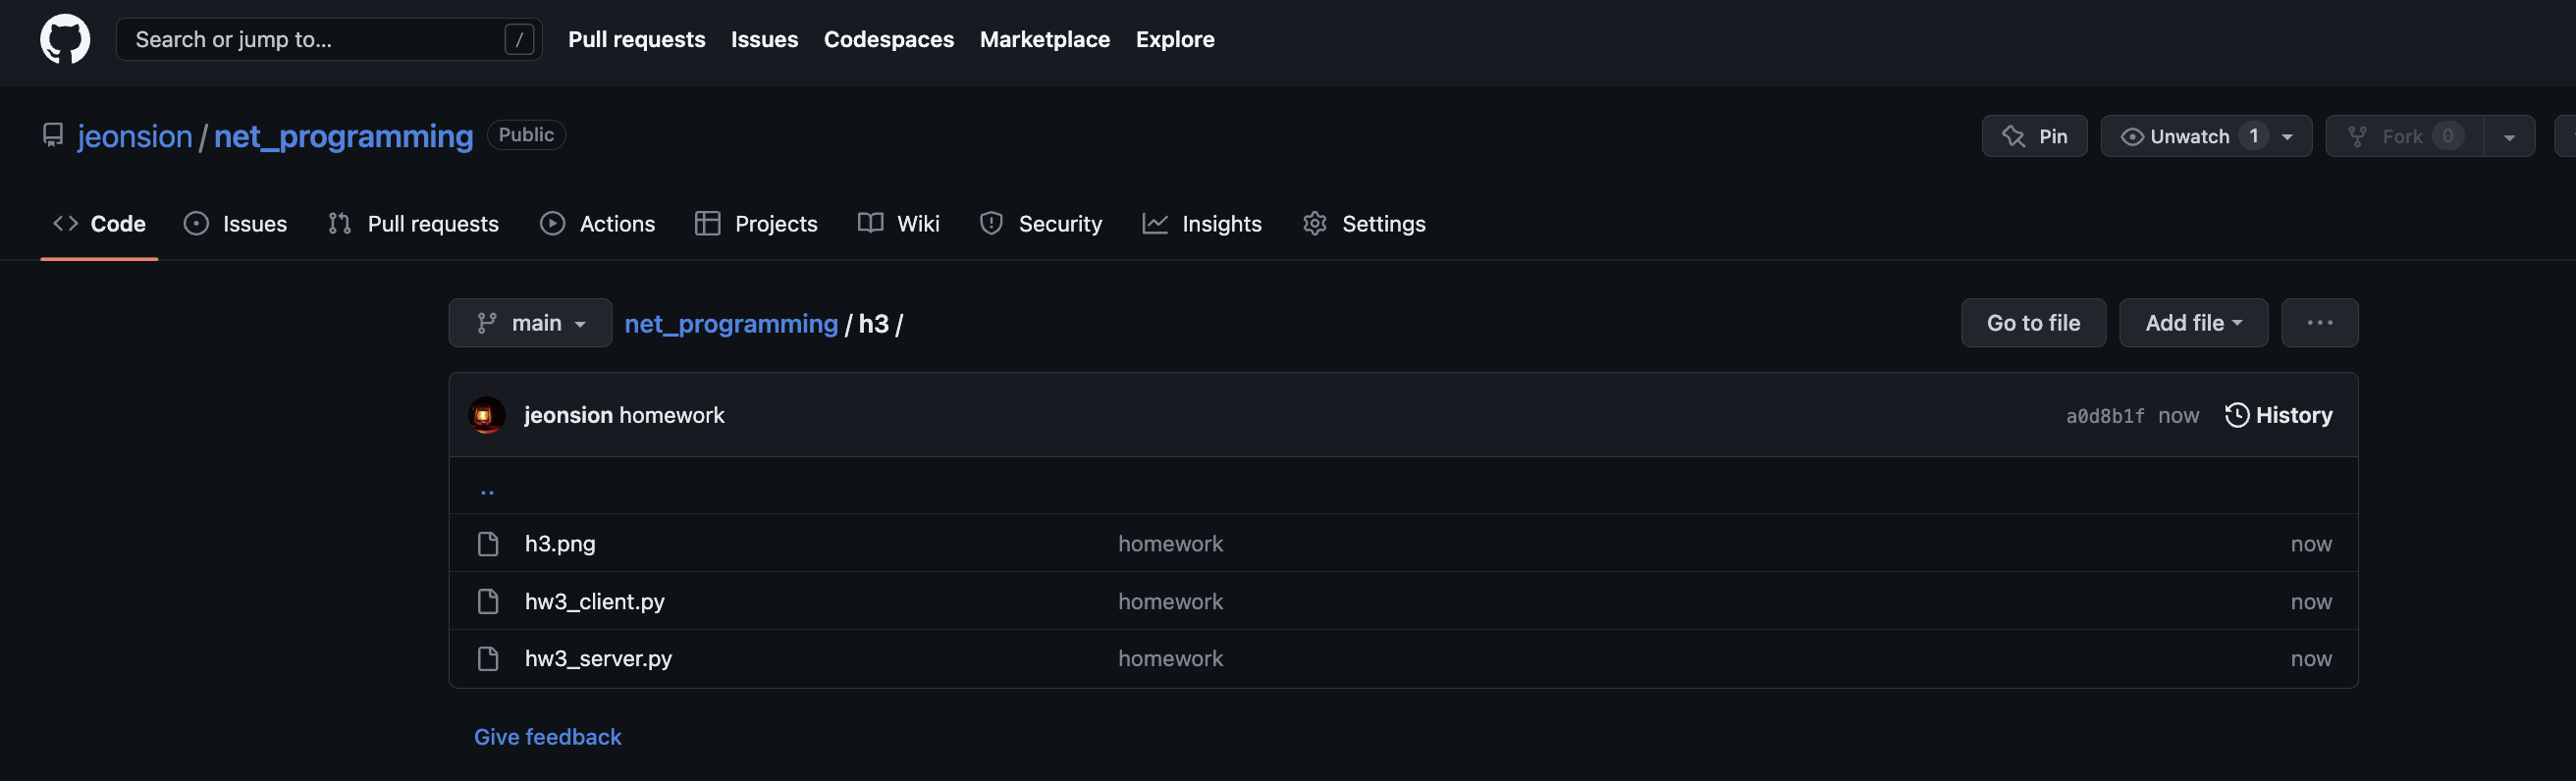 Search or jump to... / Pull requests Issues Codespaces Marketplace Explore
jeonsion / net_programming Public Pin Unwatch 1 Fork 0
Code Issues Pull requests Actions Projects Wiki Security Insights Settings
main net_programming / h3 / Go to file Add file ...
jeonsion homework a0d8b1f now History
..
h3.png homework now
hw3_client.py homework now
hw3_server.py homework now
Give feedback